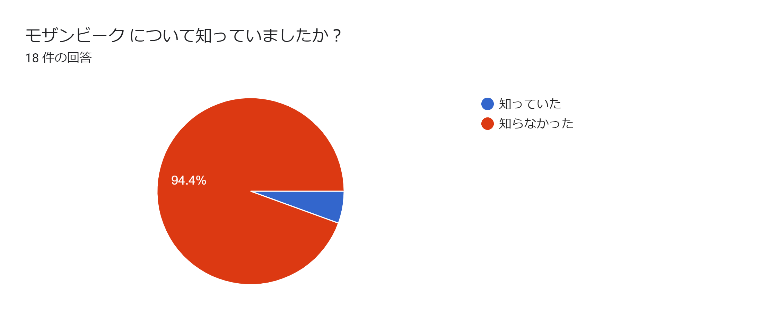 モザンビーク について知っていましたか？
18 件の回答
知っていた
知らなかった
94.4%